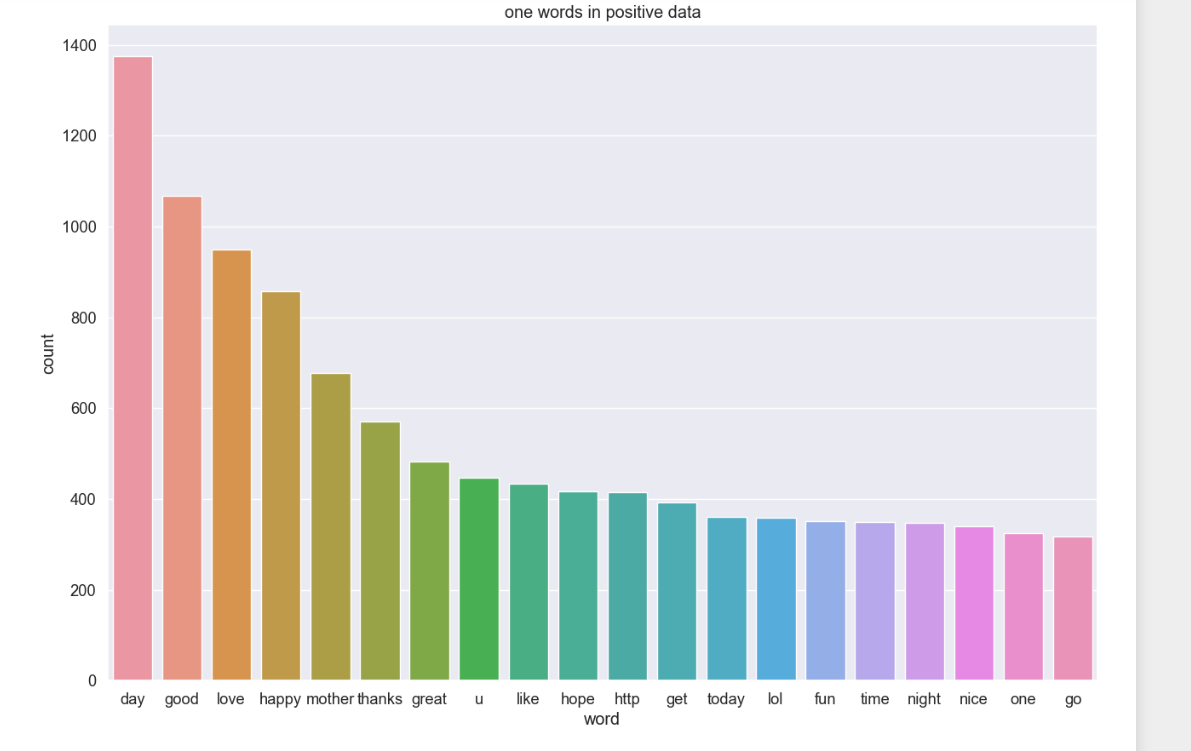 one words in positive data
1400
1200
1000
800
600
400
200
0
count
day good love happy mother thanks great u like hope http get today lol fun time night nice one go
word